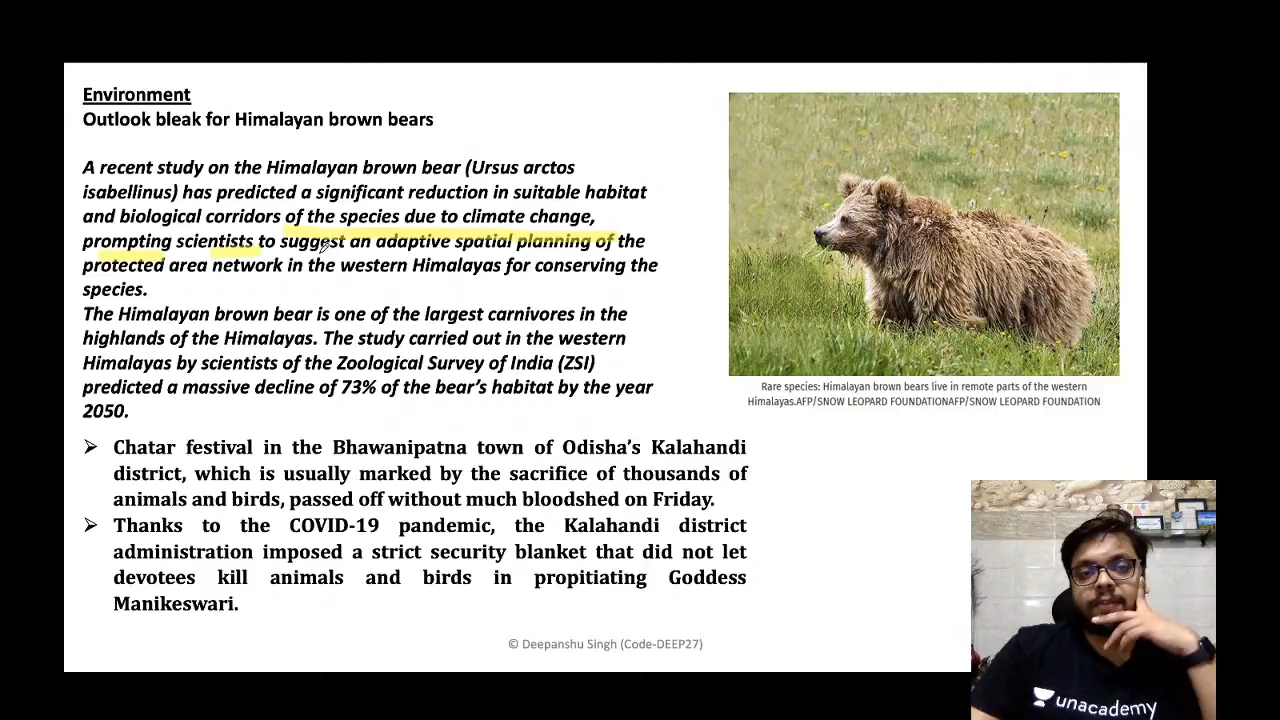 Environment
Outlook bleak for Himalayan brown bears
A recent study on the Himalayan brown bear (Ursus arctos
isabellinus) has predicted a significant reduction in suitable habitat
and biological corridors of the species due to climate change,
prompting scientists to suggest an adaptive spatial planning of the
protected area network in the western Himalayas for conserving the
species.
The Himalayan brown bear is one of the largest carnivores in the
highlands of the Himalayas. The study carried out in the western
Himalayas by scientists of the Zoological Survey of India (ZSI)
predicted a massive decline of 73% of the bear’s habitat by the year
2050.
Rare species: Himalayan brown bears live in remote parts of the western
Himalayas.AFP/SNOW LEOPARD FOUNDATIONAFP/SNOW LEOPARD FOUNDATION
➢ Chatar festival in the Bhawanipatna town of Odisha’s Kalahandi
district, which is usually marked by the sacrifice of thousands of
animals and birds, passed off without much bloodshed on Friday.
➢ Thanks to the COVID-19 pandemic, the Kalahandi district
administration imposed a strict security blanket that did not let
devotees kill animals and birds in propitiating Goddess
Manikeswari.
© Deepanshu Singh (Code-DEEP27)
unacademy